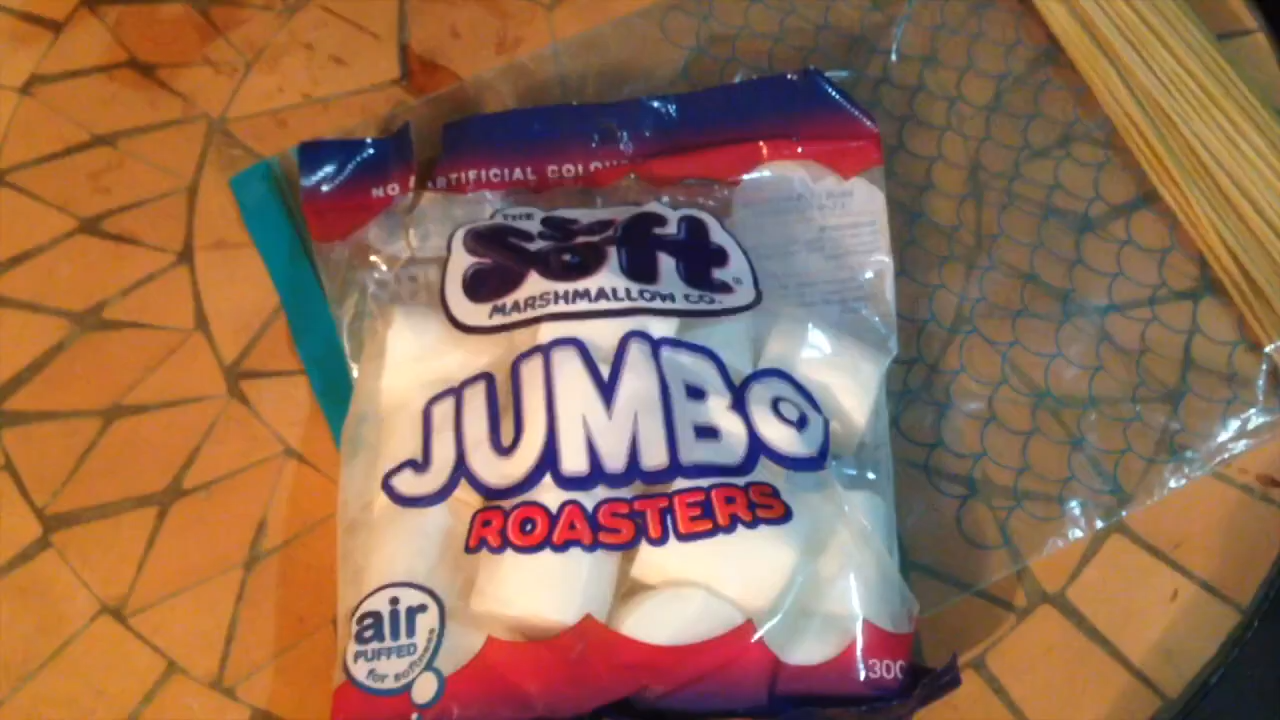 NO ARTIFICIAL COLOU
THE
Soft
MARSHMALLOW CO.
JUMBO
ROASTERS
air
PUFFED
for softness
300